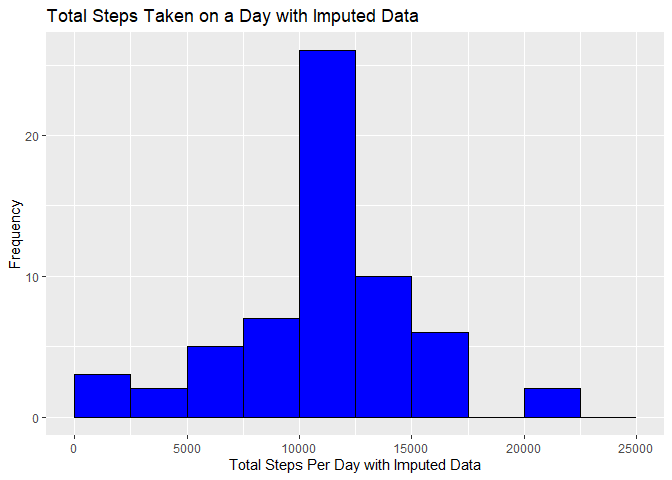 Total Steps Taken on a Day with Imputed Data
20
10
0
Frequency
0 5000 10000 15000 20000 25000
Total Steps Per Day with Imputed Data